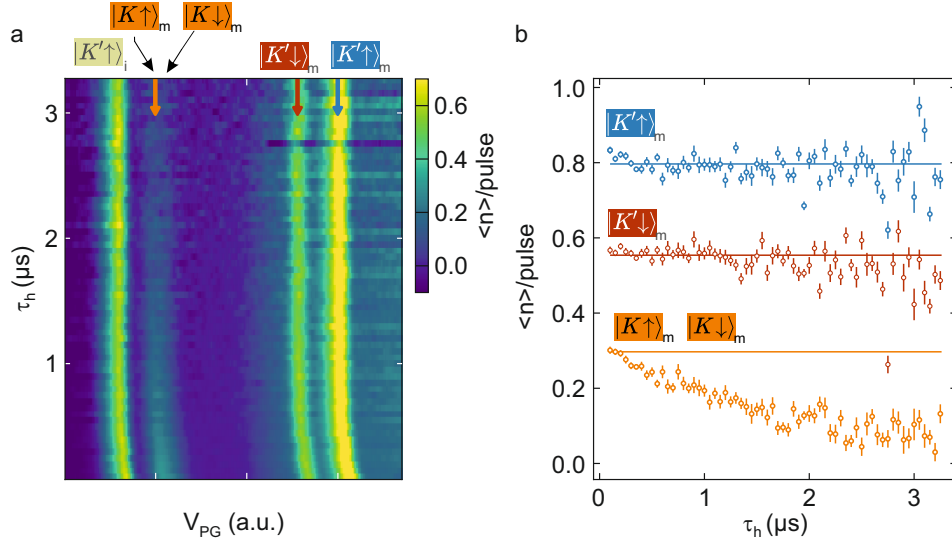 a
|K↑⟩m
|K↓⟩m
|K′↑⟩i
|K′↓⟩m
|K′↑⟩m
3
2
1
τh (µs)
VPG (a.u.)
0.6
0.4
0.2
0.0
<n>/pulse
b
1.0
0.8
0.6
0.4
0.2
0.0
<n>/pulse
|K′↑⟩m
|K′↓⟩m
|K↑⟩m |K↓⟩m
0 1 2 3
τh (µs)